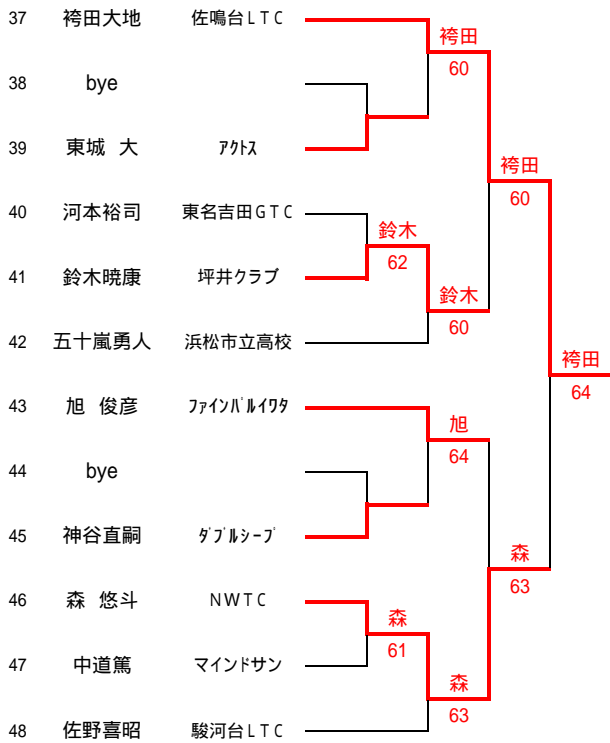 37 袴田大地 佐鳴台LTC
袴田
60
38 bye
39 東城 大 アクトス
袴田
60
40 河本裕司 東名吉田GTC
鈴木
62
41 鈴木暁康 坪井クラブ
鈴木
60
42 五十嵐勇人 浜松市立高校
袴田
64
43 旭 俊彦 ファインバルイワタ
旭
64
44 bye
45 神谷直嗣 ダブルシープ
森
63
46 森 悠斗 NWTC
森
61
47 中道篤 マインドサン
森
63
48 佐野喜昭 駿河台LTC